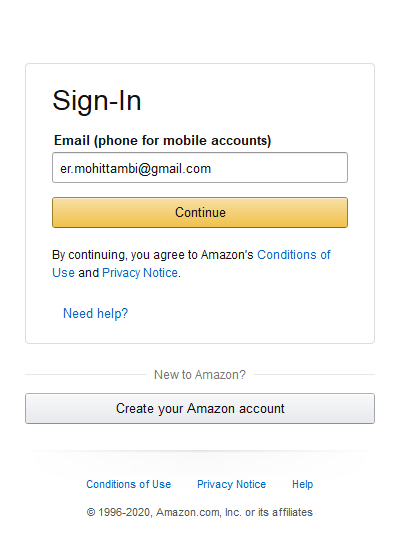 Sign-In
Email (phone for mobile accounts)
er.mohittambi@gmail.com
Continue
By continuing, you agree to Amazon's Conditions of
Use and Privacy Notice.
Need help?
New to Amazon?
Create your Amazon account
Conditions of Use Privacy Notice Help
© 1996-2020, Amazon.com, Inc. or its affiliates